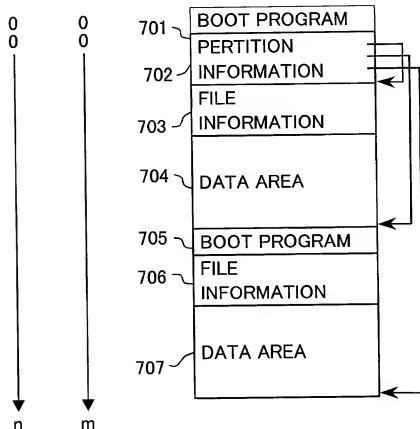 0 0
0 0
701 BOOT PROGRAM
702 PERTITION
INFORMATION
703 FILE
INFORMATION
704 DATA AREA
705 BOOT PROGRAM
706 FILE
INFORMATION
707 DATA AREA
n m